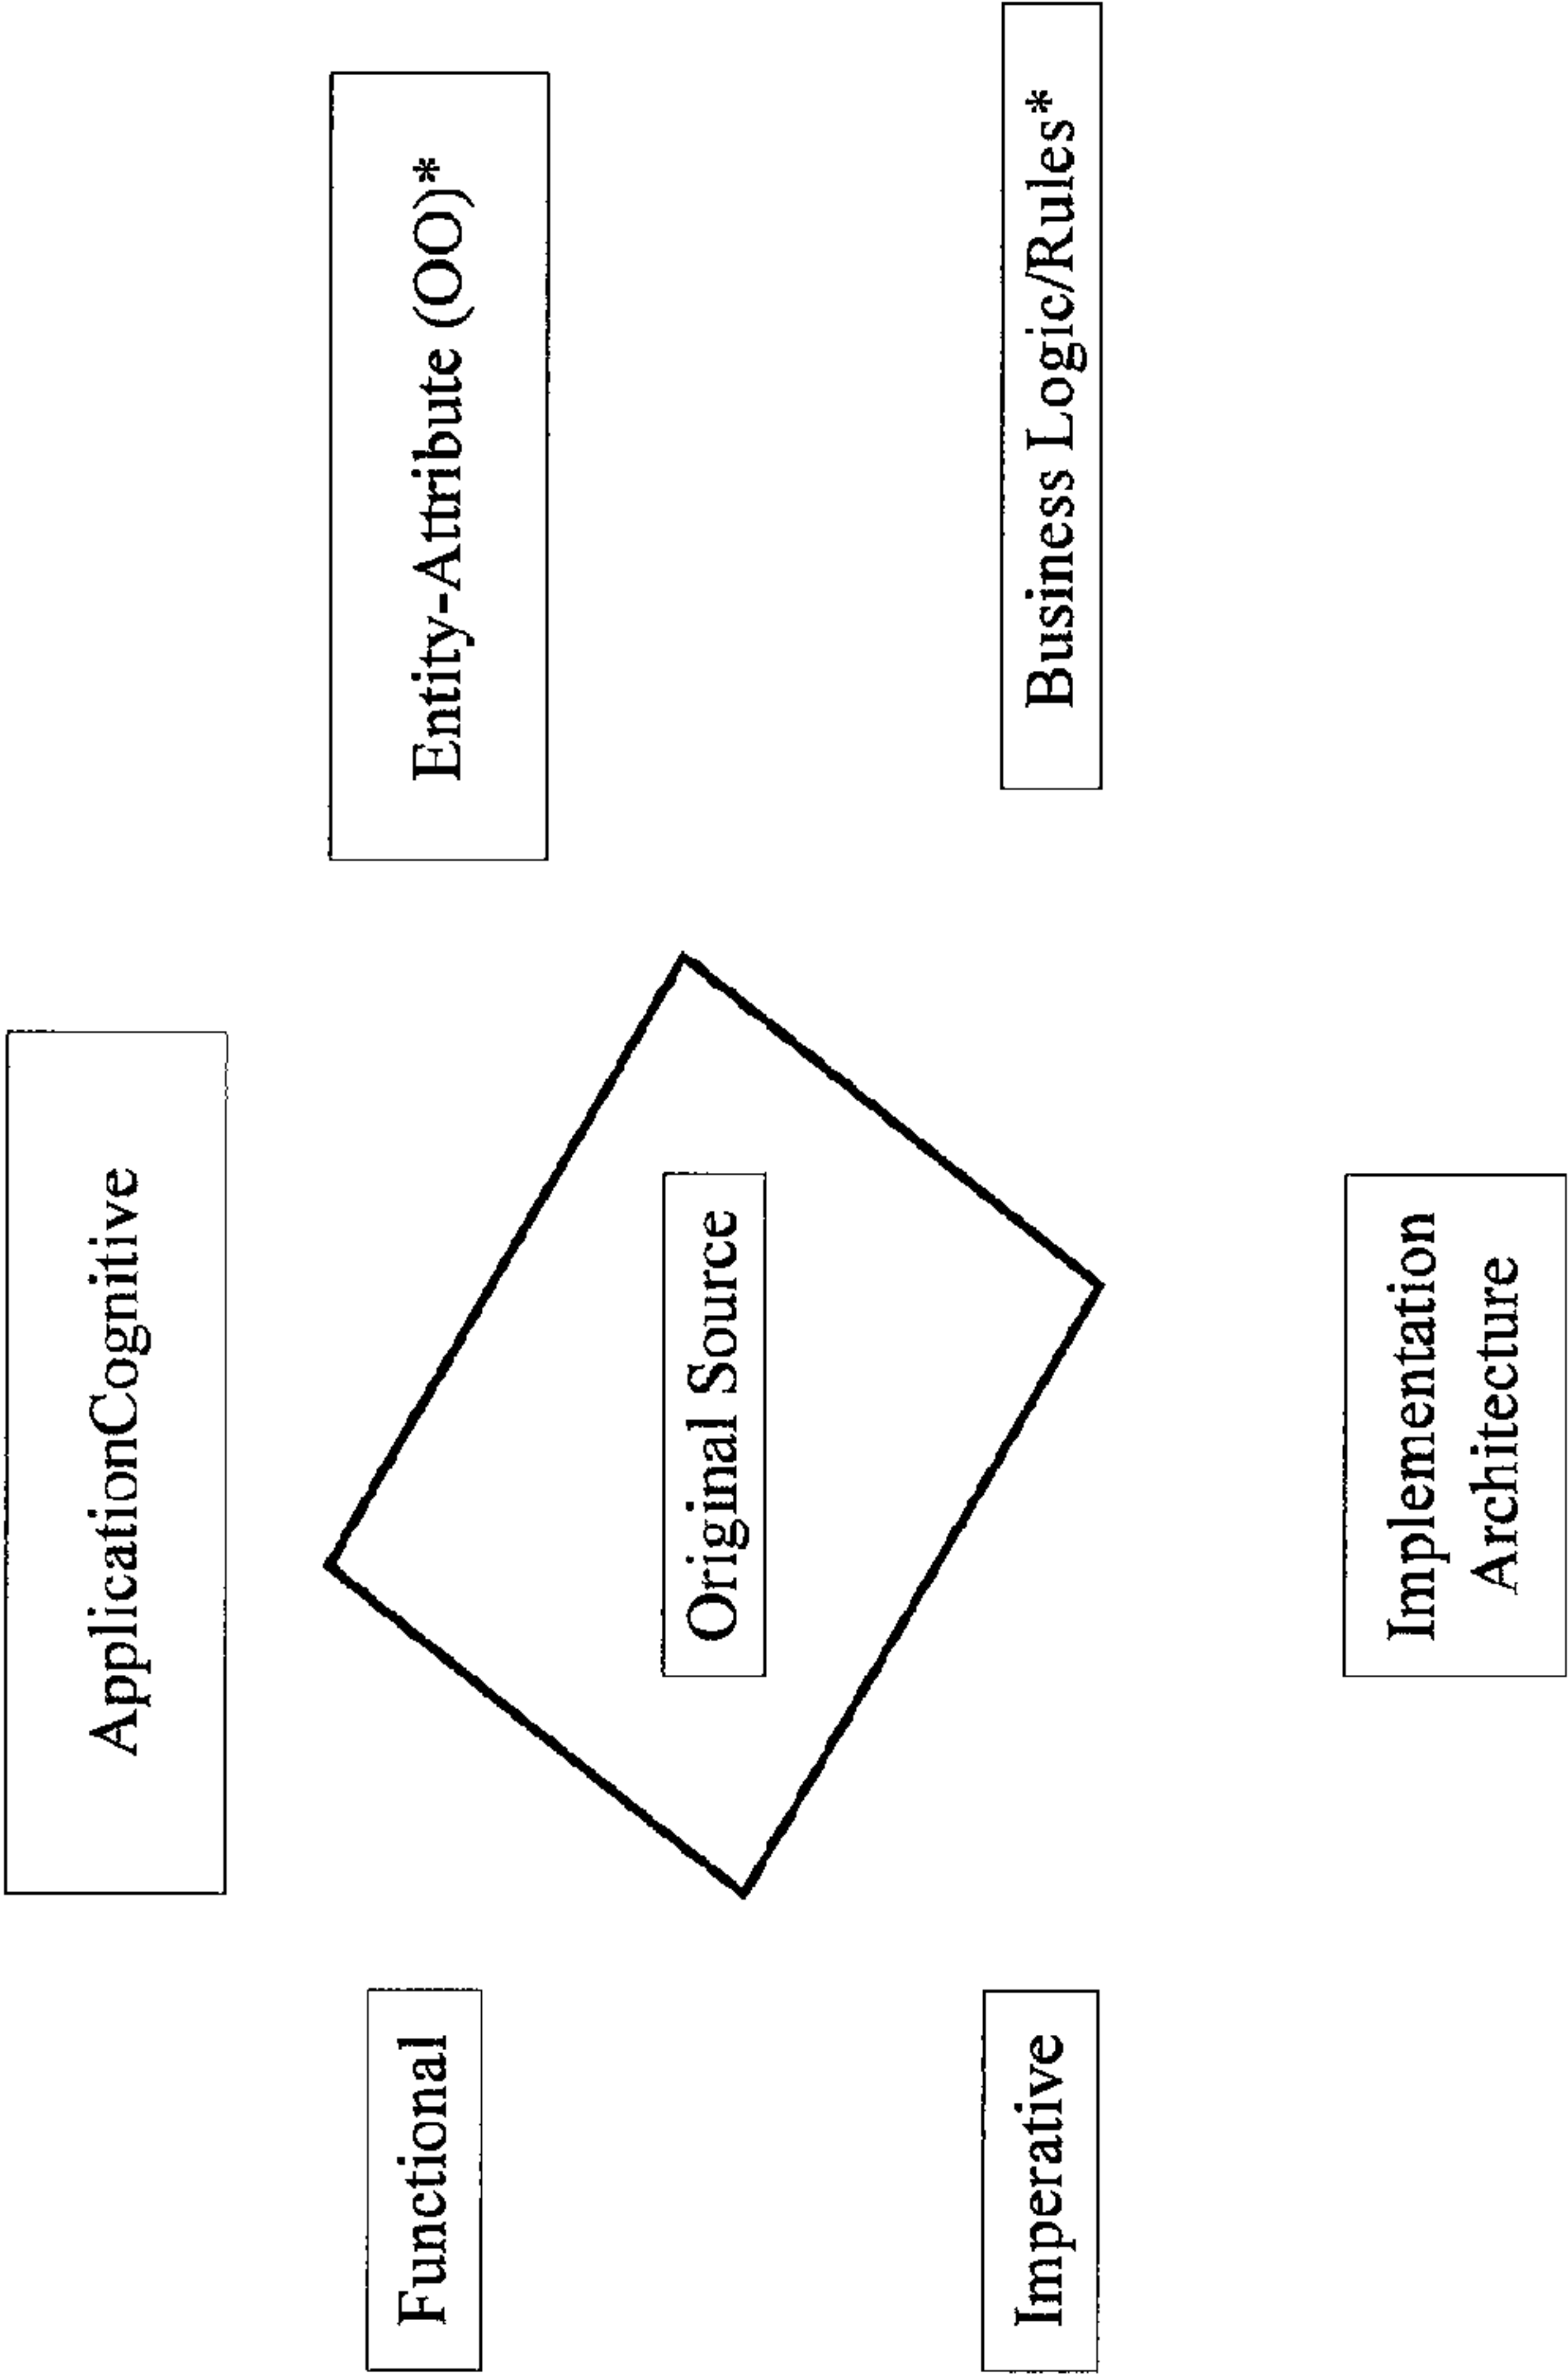 ApplicationCognitive
Functional
Entity-Attribute (OO)*
Original Source
Imperative
Business Logic/Rules*
Implementation
Architecture